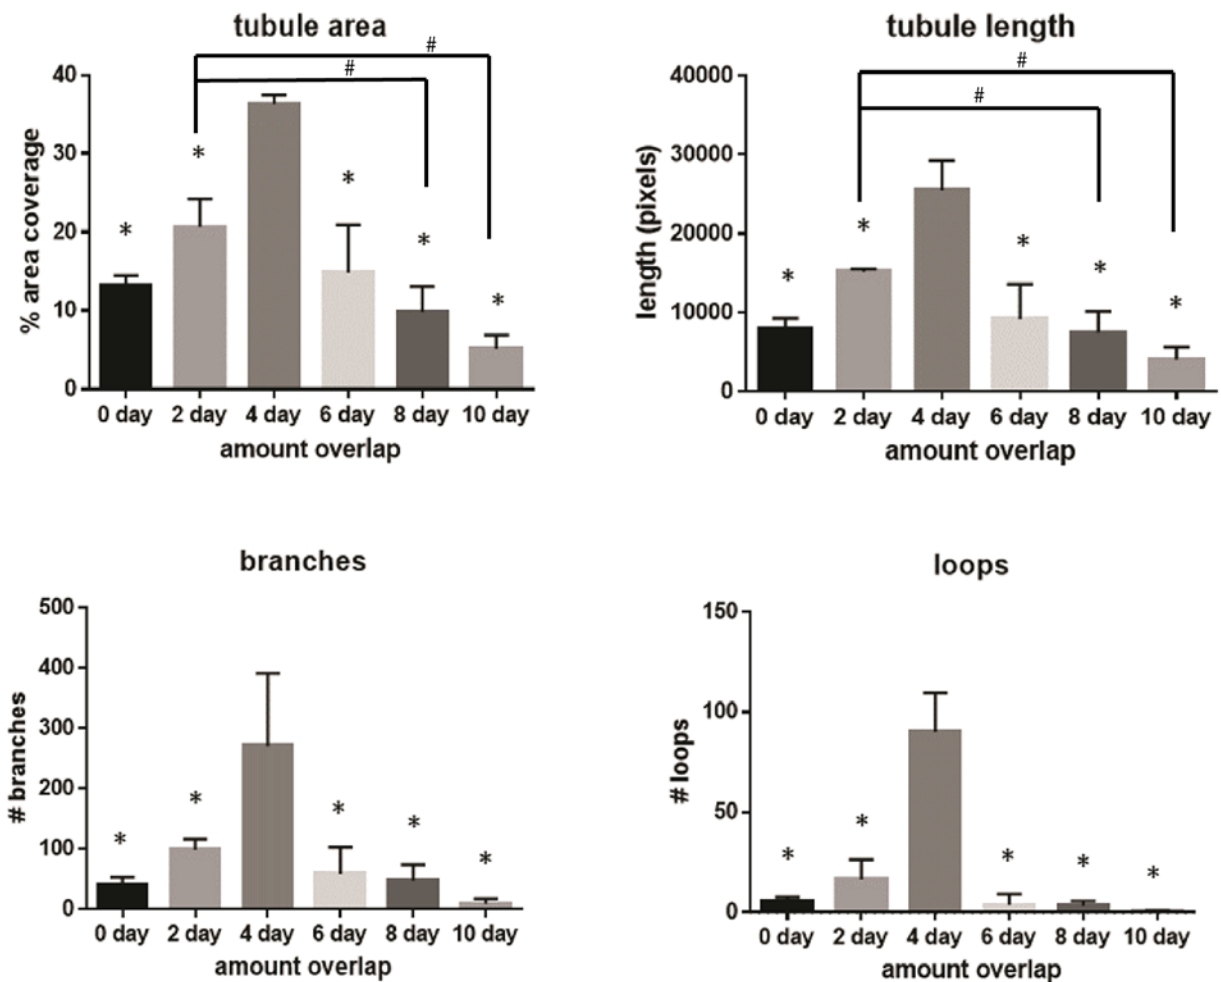 tubule area
% area coverage
40
30
20
10
0
#
#
*
*
*
*
*
0 day 2 day 4 day 6 day 8 day 10 day
amount overlap
tubule length
length (pixels)
40000
30000
20000
10000
0
#
#
*
*
*
*
*
0 day 2 day 4 day 6 day 8 day 10 day
amount overlap
branches
# branches
500
400
300
200
100
0
*
*
*
*
*
0 day 2 day 4 day 6 day 8 day 10 day
amount overlap
loops
# loops
150
100
50
0
*
*
*
*
*
0 day 2 day 4 day 6 day 8 day 10 day
amount overlap